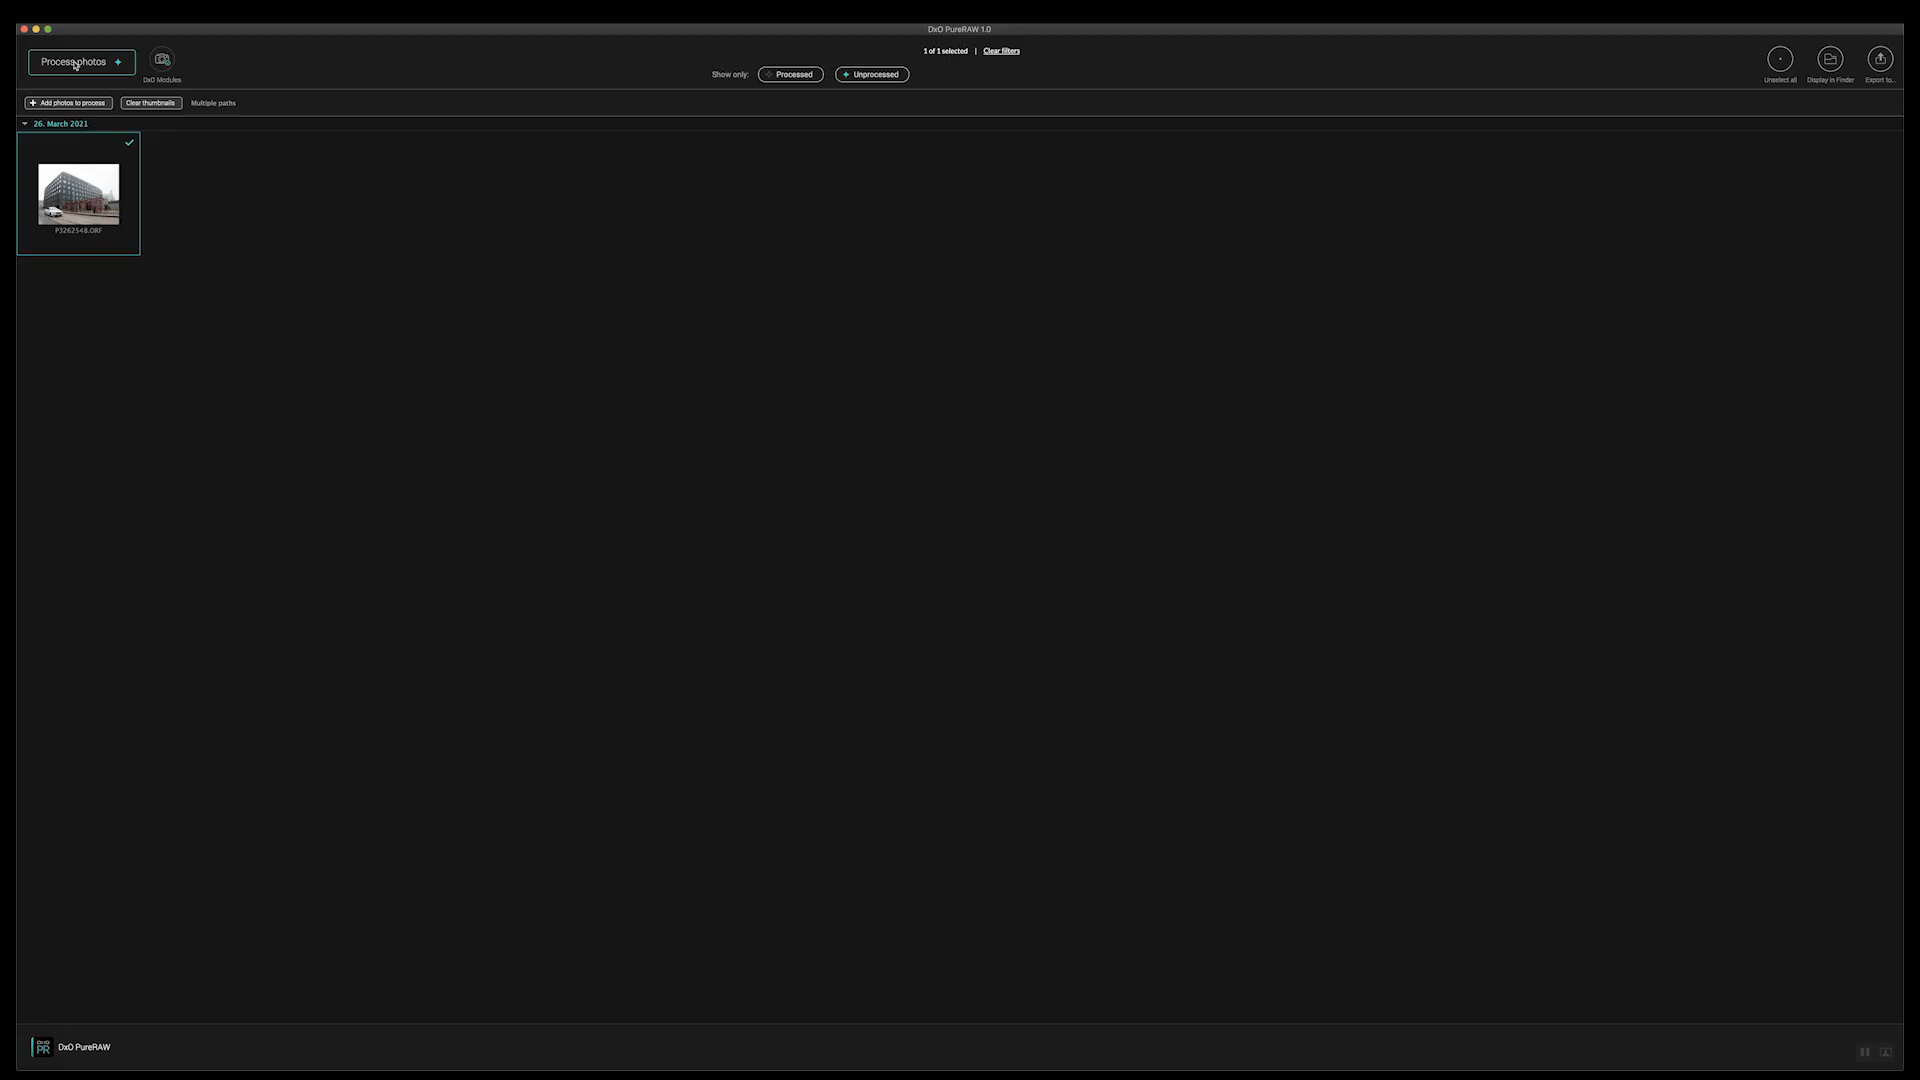 DxO PureRAW 1.0
Process photos
DxO Modules
1 of 1 selected | Clear filters
Show only: Processed Unprocessed
Unselect all
Display in Finder
Export to...
+ Add photos to process
Clear thumbnails
Multiple paths
26. March 2021
P3262548.ORF
DXO
PR
DxO PureRAW